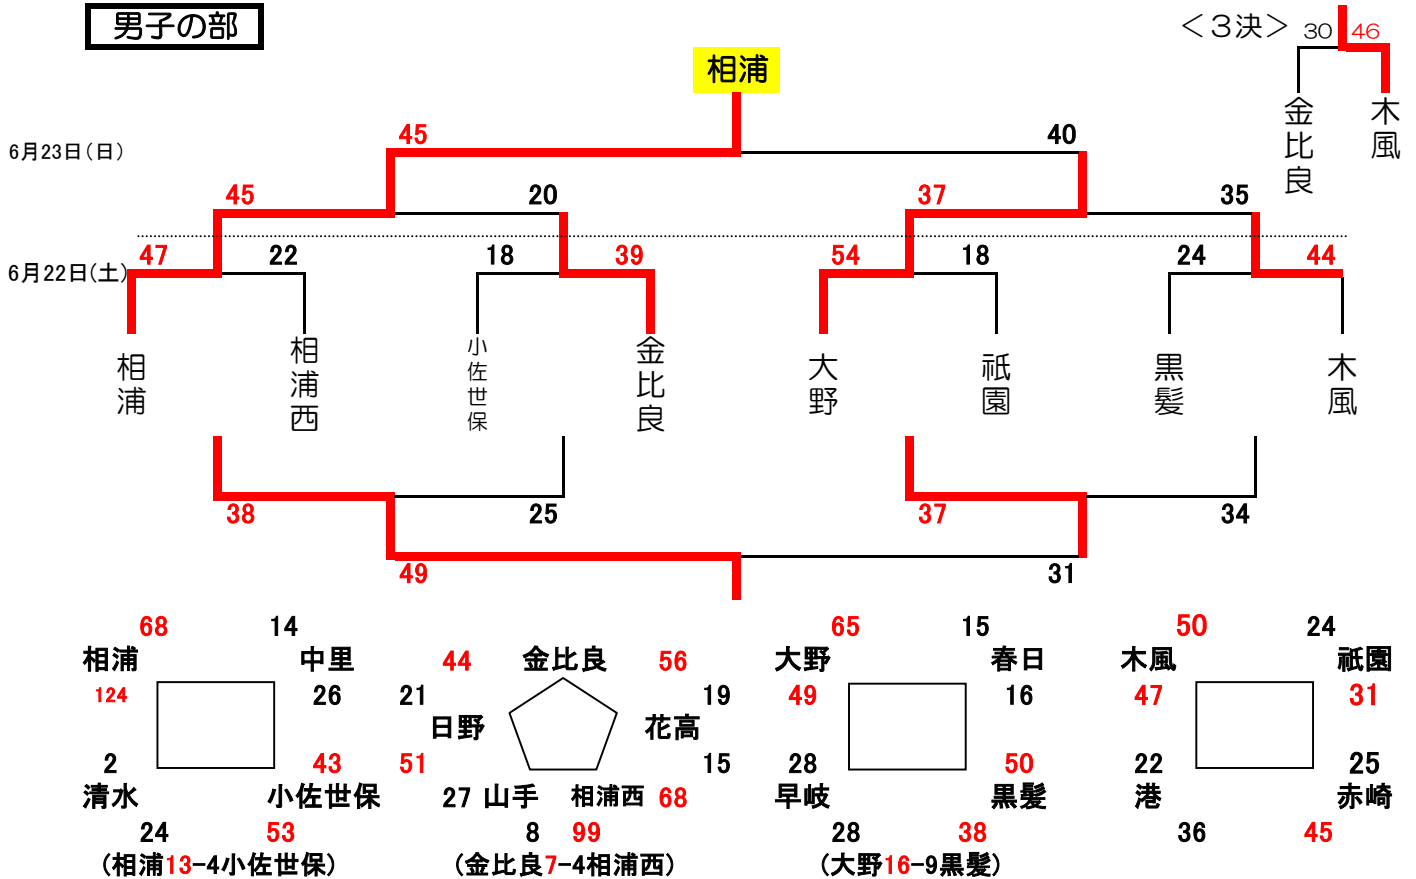 男子の部
＜３決＞ 30 46
相浦
金比良 木風
6月23日（日） 45 40
45 20 37 35
6月22日(土) 47 22 18 39 54 18 24 44
相浦 相浦西 小佐世保 金比良 大野 祇園 黒髪 木風
38 25 37 34
49 31
68 14 65 15 50 24
相浦 中里 44 金比良 56 大野 春日 木風 祇園
124 26 21 19 49 16 47 31
日野 花高
2 43 51 15 28 50 22 25
清水 小佐世保 27 山手 相浦西 68 早岐 黒髪 港 赤崎
24 53 8 99 28 38 36 45
(相浦13-4小佐世保) (金比良7-4相浦西) (大野16-9黒髪)